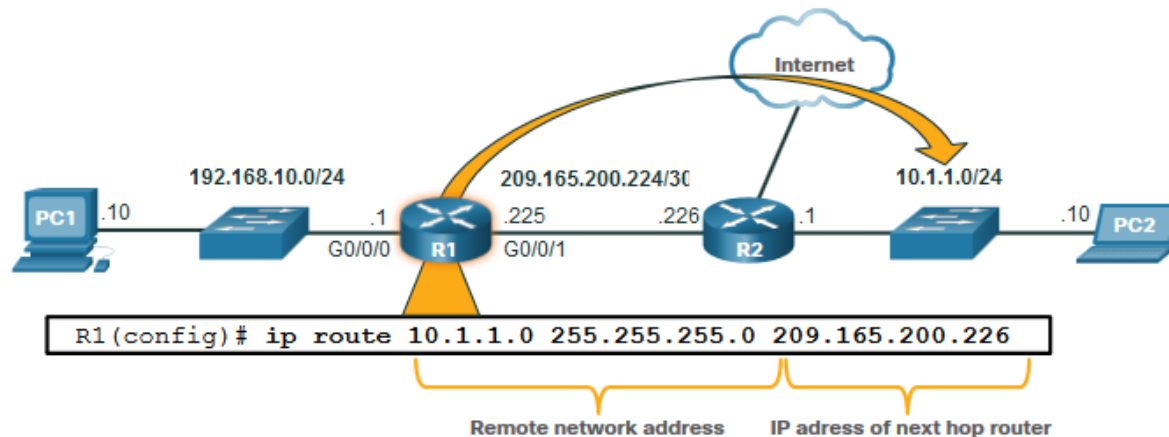 Internet
192.168.10.0/24
209.165.200.224/30
10.1.1.0/24
PC1
.10
.1
G0/0/0
R1
.225
G0/0/1
.226
R2
.1
.10
PC2
R1(config)# ip route 10.1.1.0 255.255.255.0 209.165.200.226
Remote network address
IP adress of next hop router